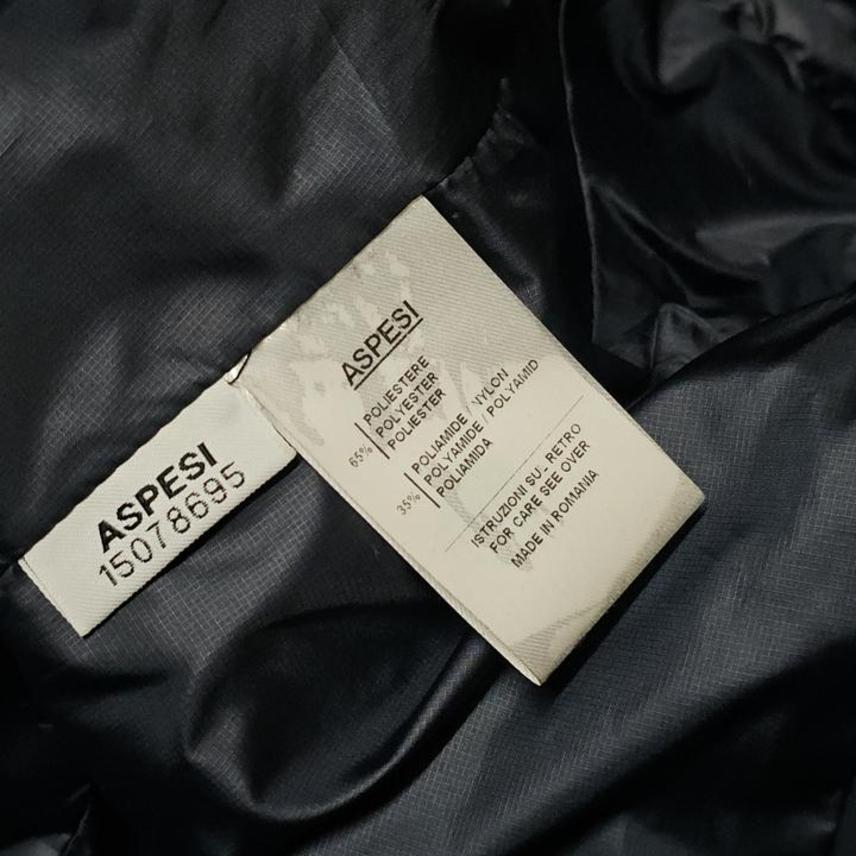 ASPESI
15078695
ASPESI
65%
POLIESTERE
POLYESTER
POLIESTER
35%
POLIAMIDE / NYLON
POLYAMIDE / POLYAMID
POLIAMIDA
ISTRUZIONI SUL RETRO
FOR CARE SEE OVER
MADE IN ROMANIA